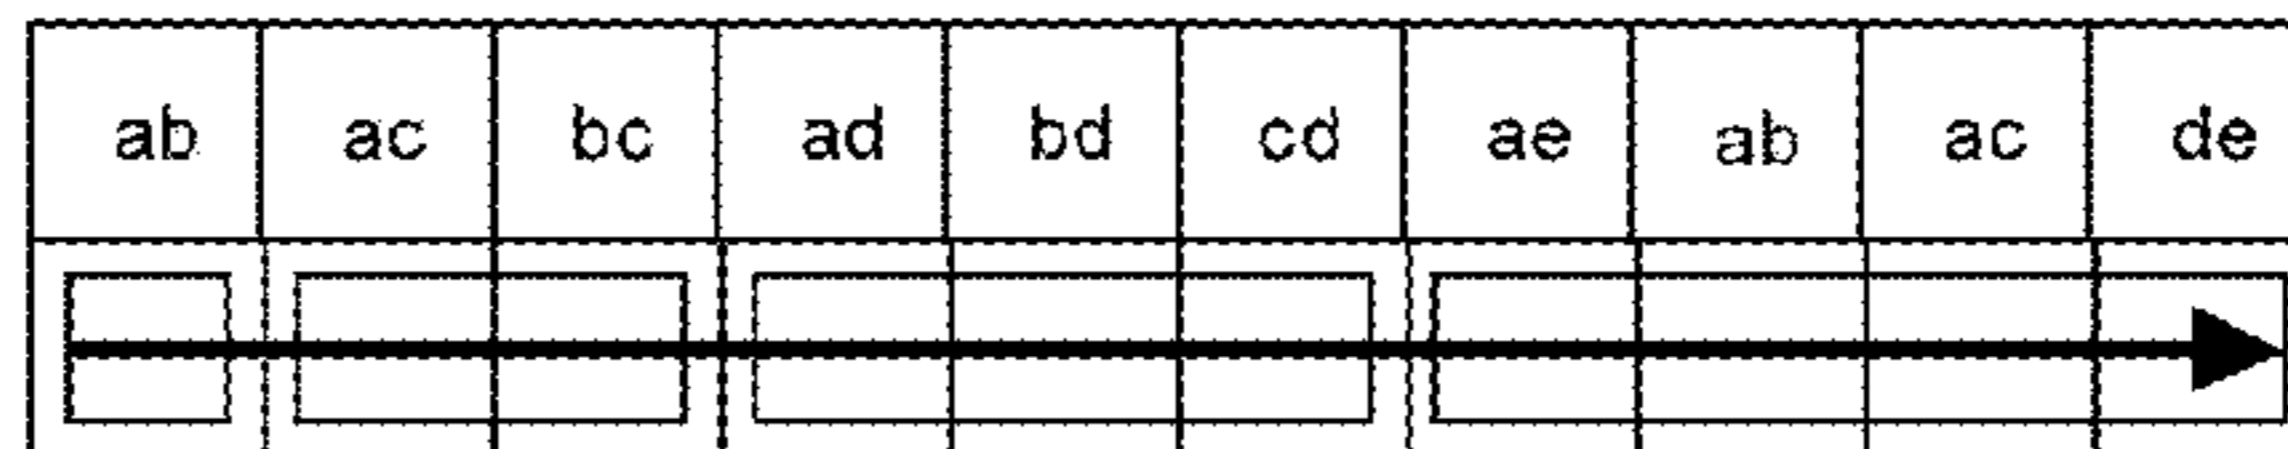 ab ac bc ad bd cd ae ab ac de